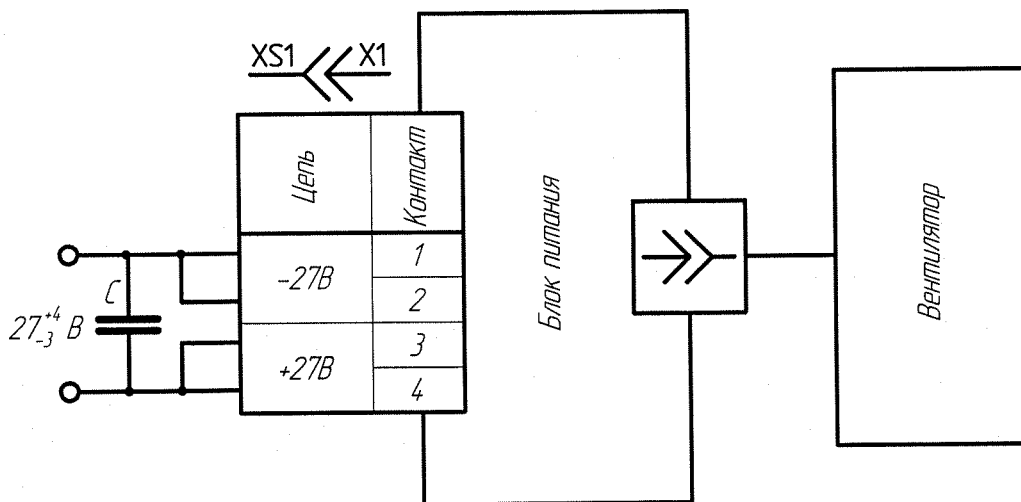 XS1 X1
Цепь
Контакт
-27В
1
2
+27В
3
4
C
27⁺⁴₋₃ В
Блок питания
Вентилятор